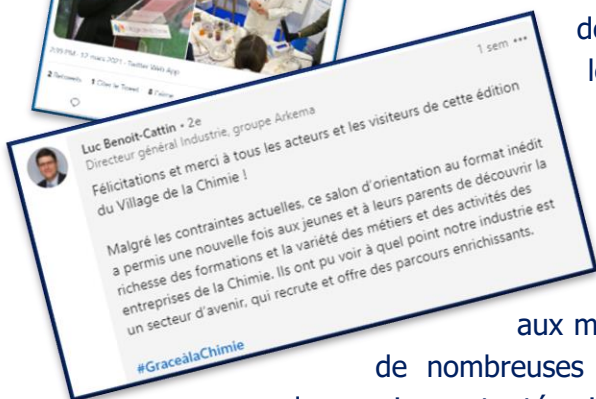 2:39 PM · 17 mars 2021 · Twitter Web App
2 Retweets 1 Citer le Tweet 8 J'aime
1 sem •••
Luc Benoit-Cattin • 2e
Directeur général Industrie, groupe Arkema
Félicitations et merci à tous les acteurs et les visiteurs de cette édition
du Village de la Chimie !
Malgré les contraintes actuelles, ce salon d'orientation au format inédit
a permis une nouvelle fois aux jeunes et à leurs parents de découvrir la
richesse des formations et la variété des métiers et des activités des
entreprises de la Chimie. Ils ont pu voir à quel point notre industrie est
un secteur d'avenir, qui recrute et offre des parcours enrichissants.
#GraceàlaChimie
aux m
de nombreuses